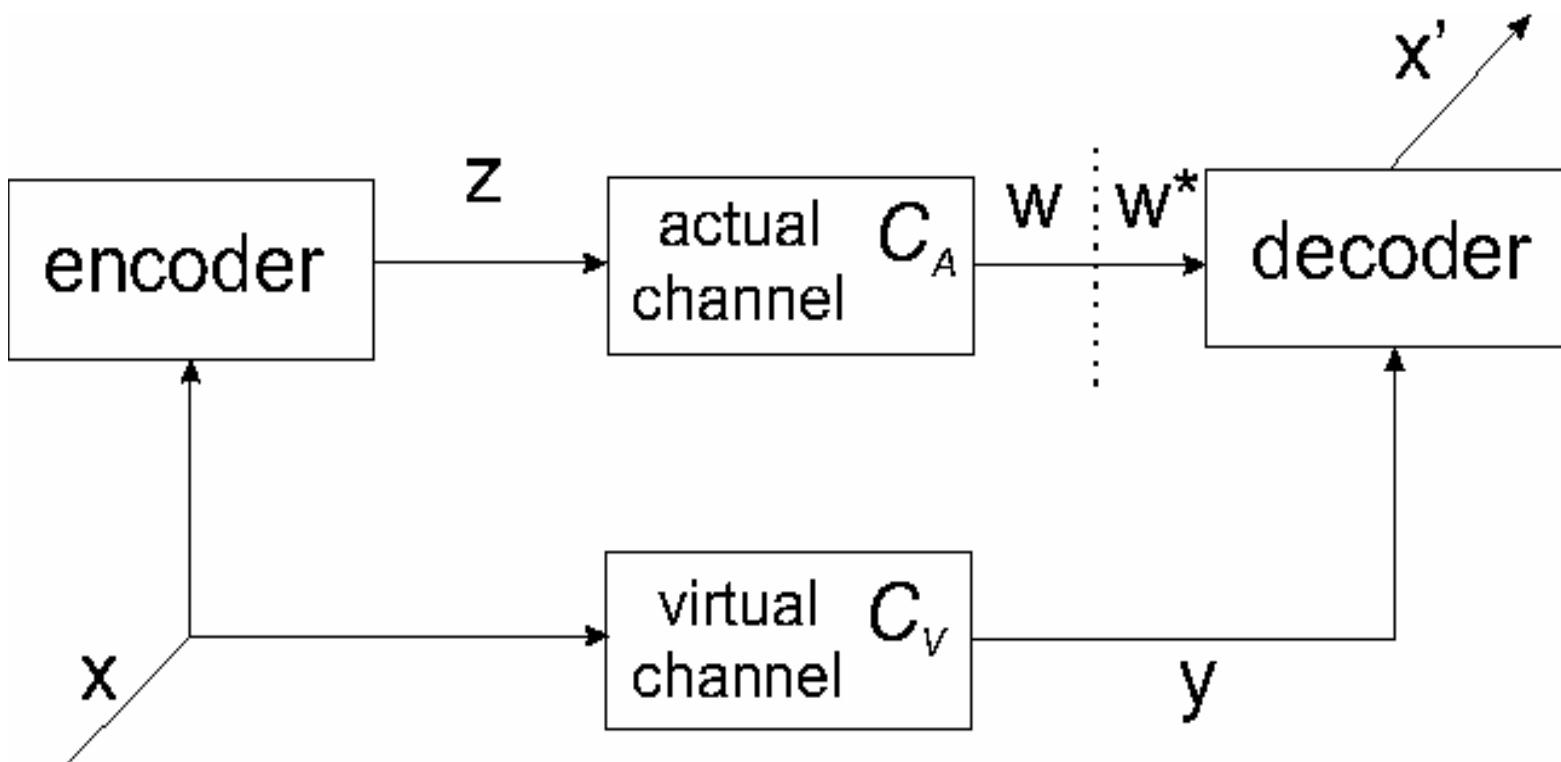 x’
z
w
w*
encoder
actual
channel
C_A
decoder
virtual
channel
C_V
x
y